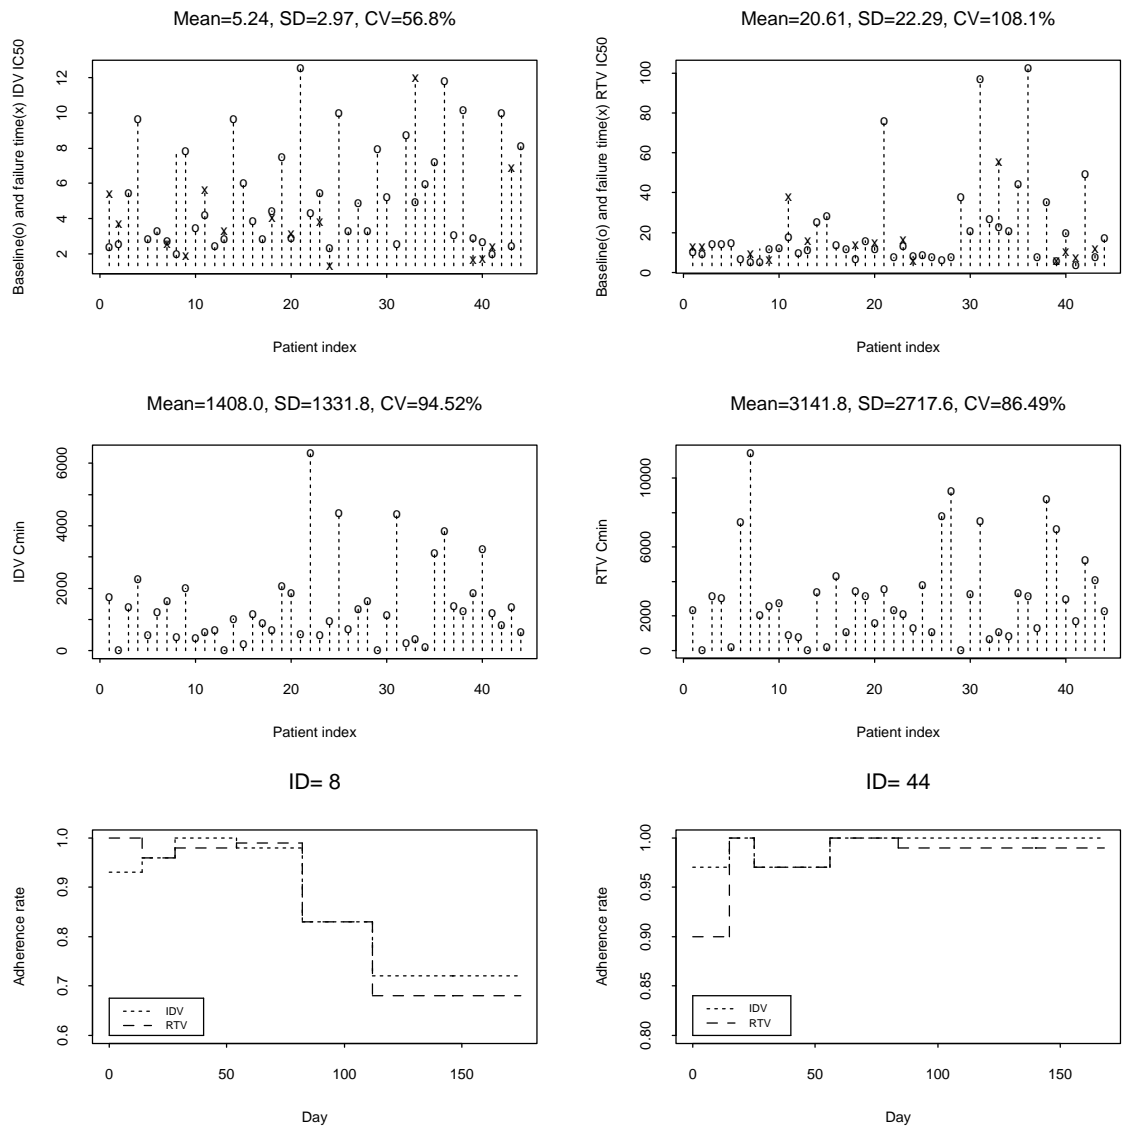 Mean=5.24, SD=2.97, CV=56.8%
Baseline(o) and failure time(x) IDV IC50
12
10
8
6
4
2
0 10 20 30 40
Patient index
Mean=20.61, SD=22.29, CV=108.1%
Baseline(o) and failure time(x) RTV IC50
100
80
60
40
20
0
0 10 20 30 40
Patient index
Mean=1408.0, SD=1331.8, CV=94.52%
IDV Cmin
6000
4000
2000
0
0 10 20 30 40
Patient index
Mean=3141.8, SD=2717.6, CV=86.49%
RTV Cmin
10000
6000
2000
0
0 10 20 30 40
Patient index
ID= 8
Adherence rate
1.0
0.9
0.8
0.7
0.6
IDV
RTV
0 50 100 150
Day
ID= 44
Adherence rate
1.00
0.95
0.90
0.85
0.80
IDV
RTV
0 50 100 150
Day